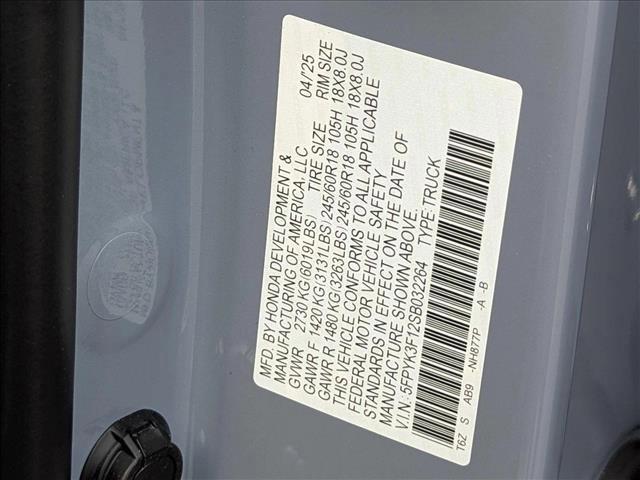 MFD. BY HONDA DEVELOPMENT &
MANUFACTURING OF AMERICA, LLC 04/'25
GVWR 2730 KG(6019LBS) TIRE SIZE RIM SIZE
GAWR F 1420 KG(3131LBS) 245/60R18 105H 18X8.0J
GAWR R 1480 KG(3263LBS) 245/60R18 105H 18X8.0J
THIS VEHICLE CONFORMS TO ALL APPLICABLE
FEDERAL MOTOR VEHICLE SAFETY
STANDARDS IN EFFECT ON THE DATE OF
MANUFACTURE SHOWN ABOVE.
V.I.N: 5FPYK3F12SB032264 TYPE:TRUCK
T6Z S AB9 -NH877P -A -B